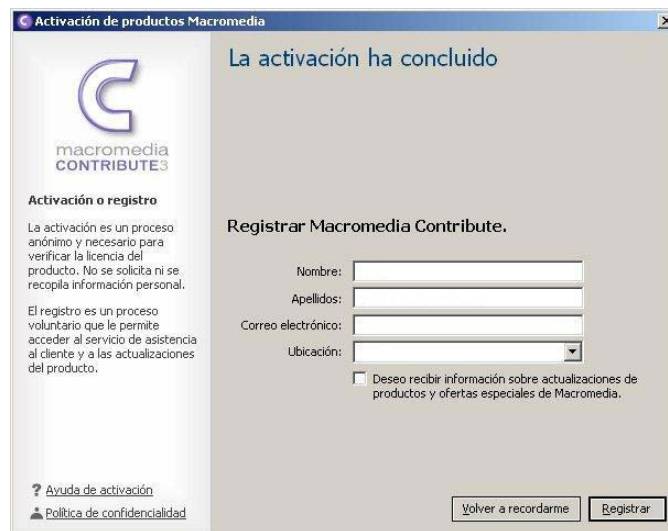 Activación de productos Macromedia
macromedia
CONTRIBUTE3
Activación o registro
La activación es un proceso
anónimo y necesario para
verificar la licencia del
producto. No se solicita ni se
recopila información personal.
El registro es un proceso
voluntario que le permite
acceder al servicio de asistencia
al cliente y a las actualizaciones
del producto.
? Ayuda de activación
Política de confidencialidad
La activación ha concluido
Registrar Macromedia Contribute.
Nombre:
Apellidos:
Correo electrónico:
Ubicación:
Deseo recibir información sobre actualizaciones de
productos y ofertas especiales de Macromedia.
Volver a recordarme
Registrar